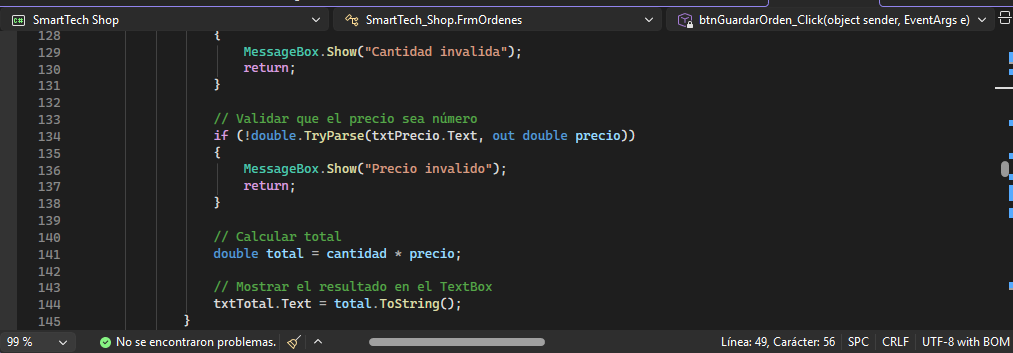 SmartTech Shop
SmartTech_Shop.FrmOrdenes
btnGuardarOrden_Click(object sender, EventArgs e)
128 {
129 MessageBox.Show("Cantidad invalida");
130 return;
131 }
132
133 // Validar que el precio sea número
134 if (!double.TryParse(txtPrecio.Text, out double precio))
135 {
136 MessageBox.Show("Precio invalido");
137 return;
138 }
139
140 // Calcular total
141 double total = cantidad * precio;
142
143 // Mostrar el resultado en el TextBox
144 txtTotal.Text = total.ToString();
145 }
99 % No se encontraron problemas. Línea: 49, Carácter: 56 SPC CRLF UTF-8 with BOM